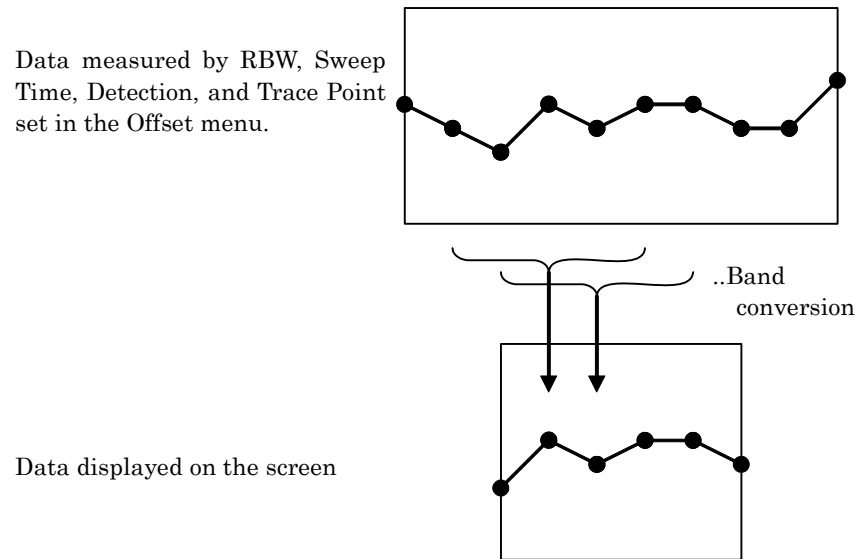 Data measured by RBW, Sweep
Time, Detection, and Trace Point
set in the Offset menu.
..Band
conversion
Data displayed on the screen